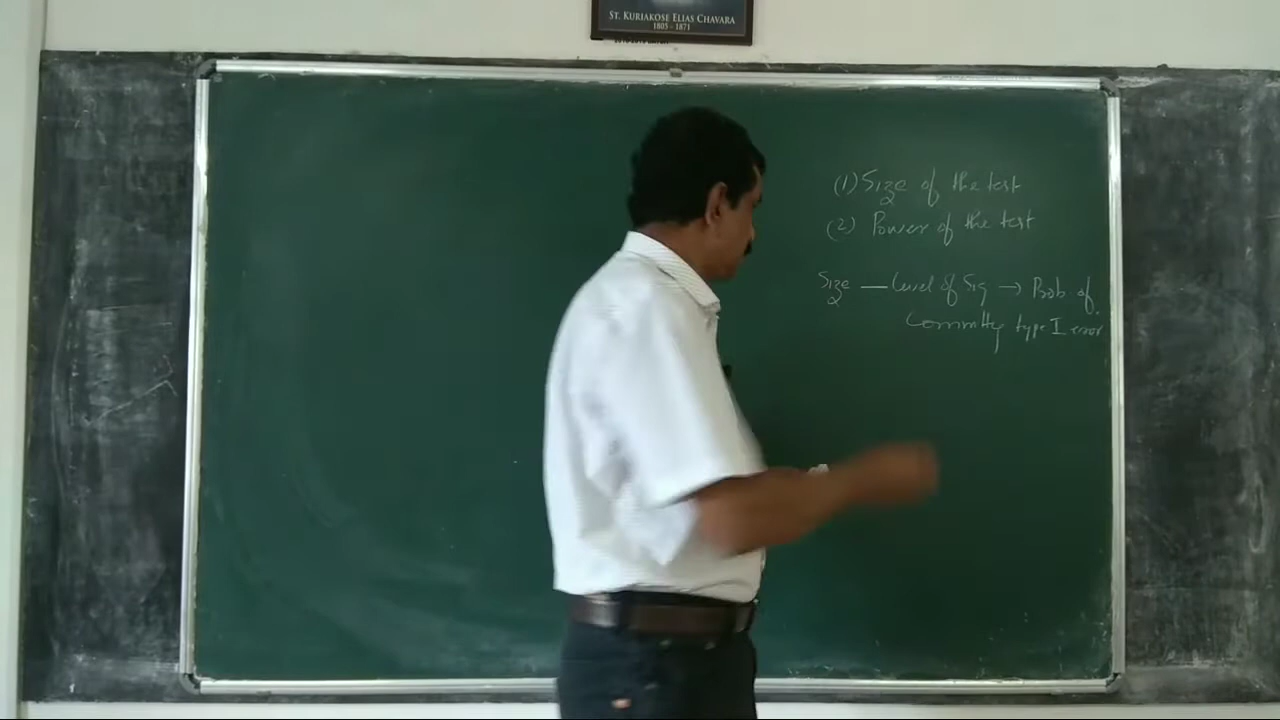 ST. KURIAKOSE ELIAS CHAVARA
1805 - 1871
(1) Size of the test
(2) Power of the test
Size — Level of Sig → Prob of
Committg type I error